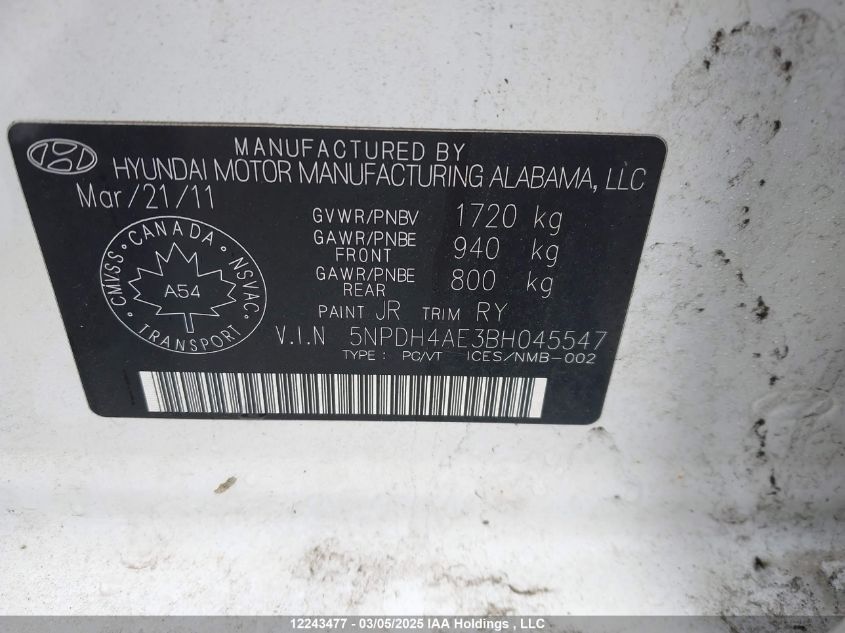 MANUFACTURED BY
HYUNDAI MOTOR MANUFACTURING ALABAMA, LLC
Mar/21/11
GVWR/PNBV 1720 kg
GAWR/PNBE FRONT 940 kg
GAWR/PNBE REAR 800 kg
CANADA
CMVSS NSVAC
A54
TRANSPORT
PAINT JR TRIM RY
V.I.N 5NPDH4AE3BH045547
TYPE: PC/VT ICES/NMB-002
12243477 ----- 03/05/2025 IAA Holdings , LLC